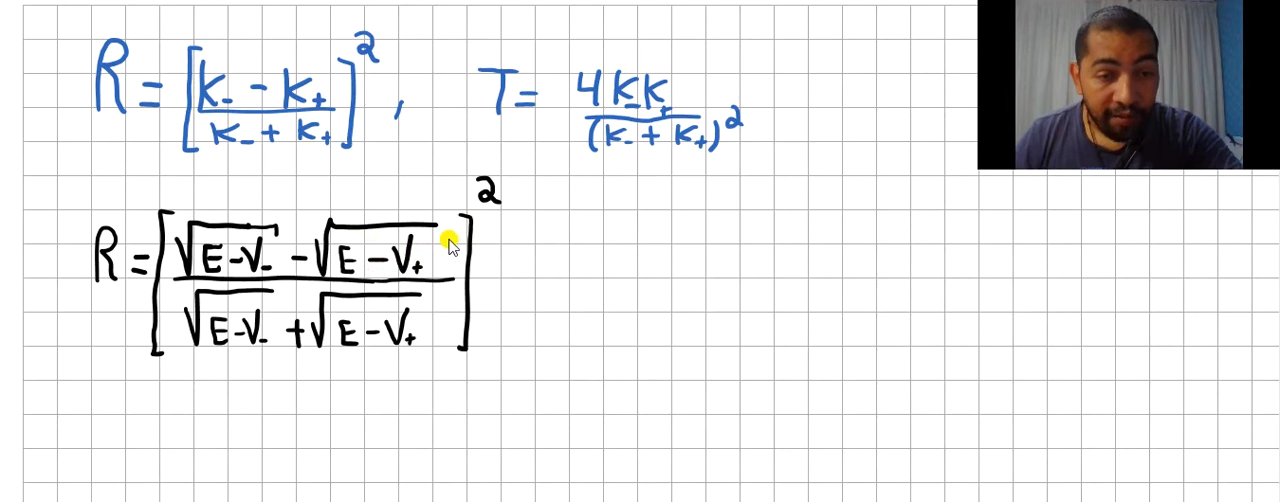 R = [K₋ - K₊ / K₋ + K₊]², T = 4K₋K₊ / (K₋ + K₊)²
R = [√E-V₋ - √E-V₊ / √E-V₋ + √E-V₊]²